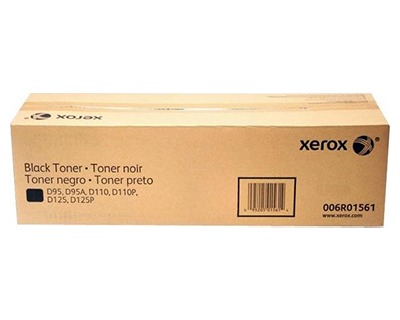 xerox
Black Toner • Toner noir
Toner negro • Toner preto
D95, D95A, D110, D110P,
D125, D125P
006R01561
www.xerox.com